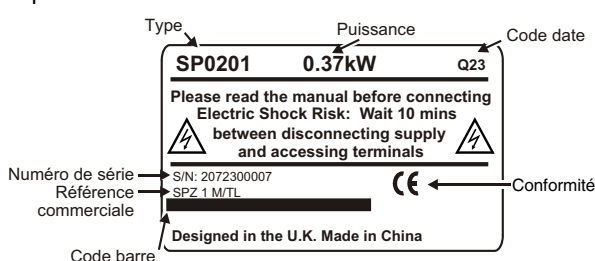 Type
Puissance
Code date
SP0201 0.37kW Q23
Please read the manual before connecting
Electric Shock Risk: Wait 10 mins
between disconnecting supply
and accessing terminals
Numéro de série
S/N: 2072300007
Référence
commerciale
SPZ 1 M/TL
CE
Conformité
Designed in the U.K. Made in China
Code barre